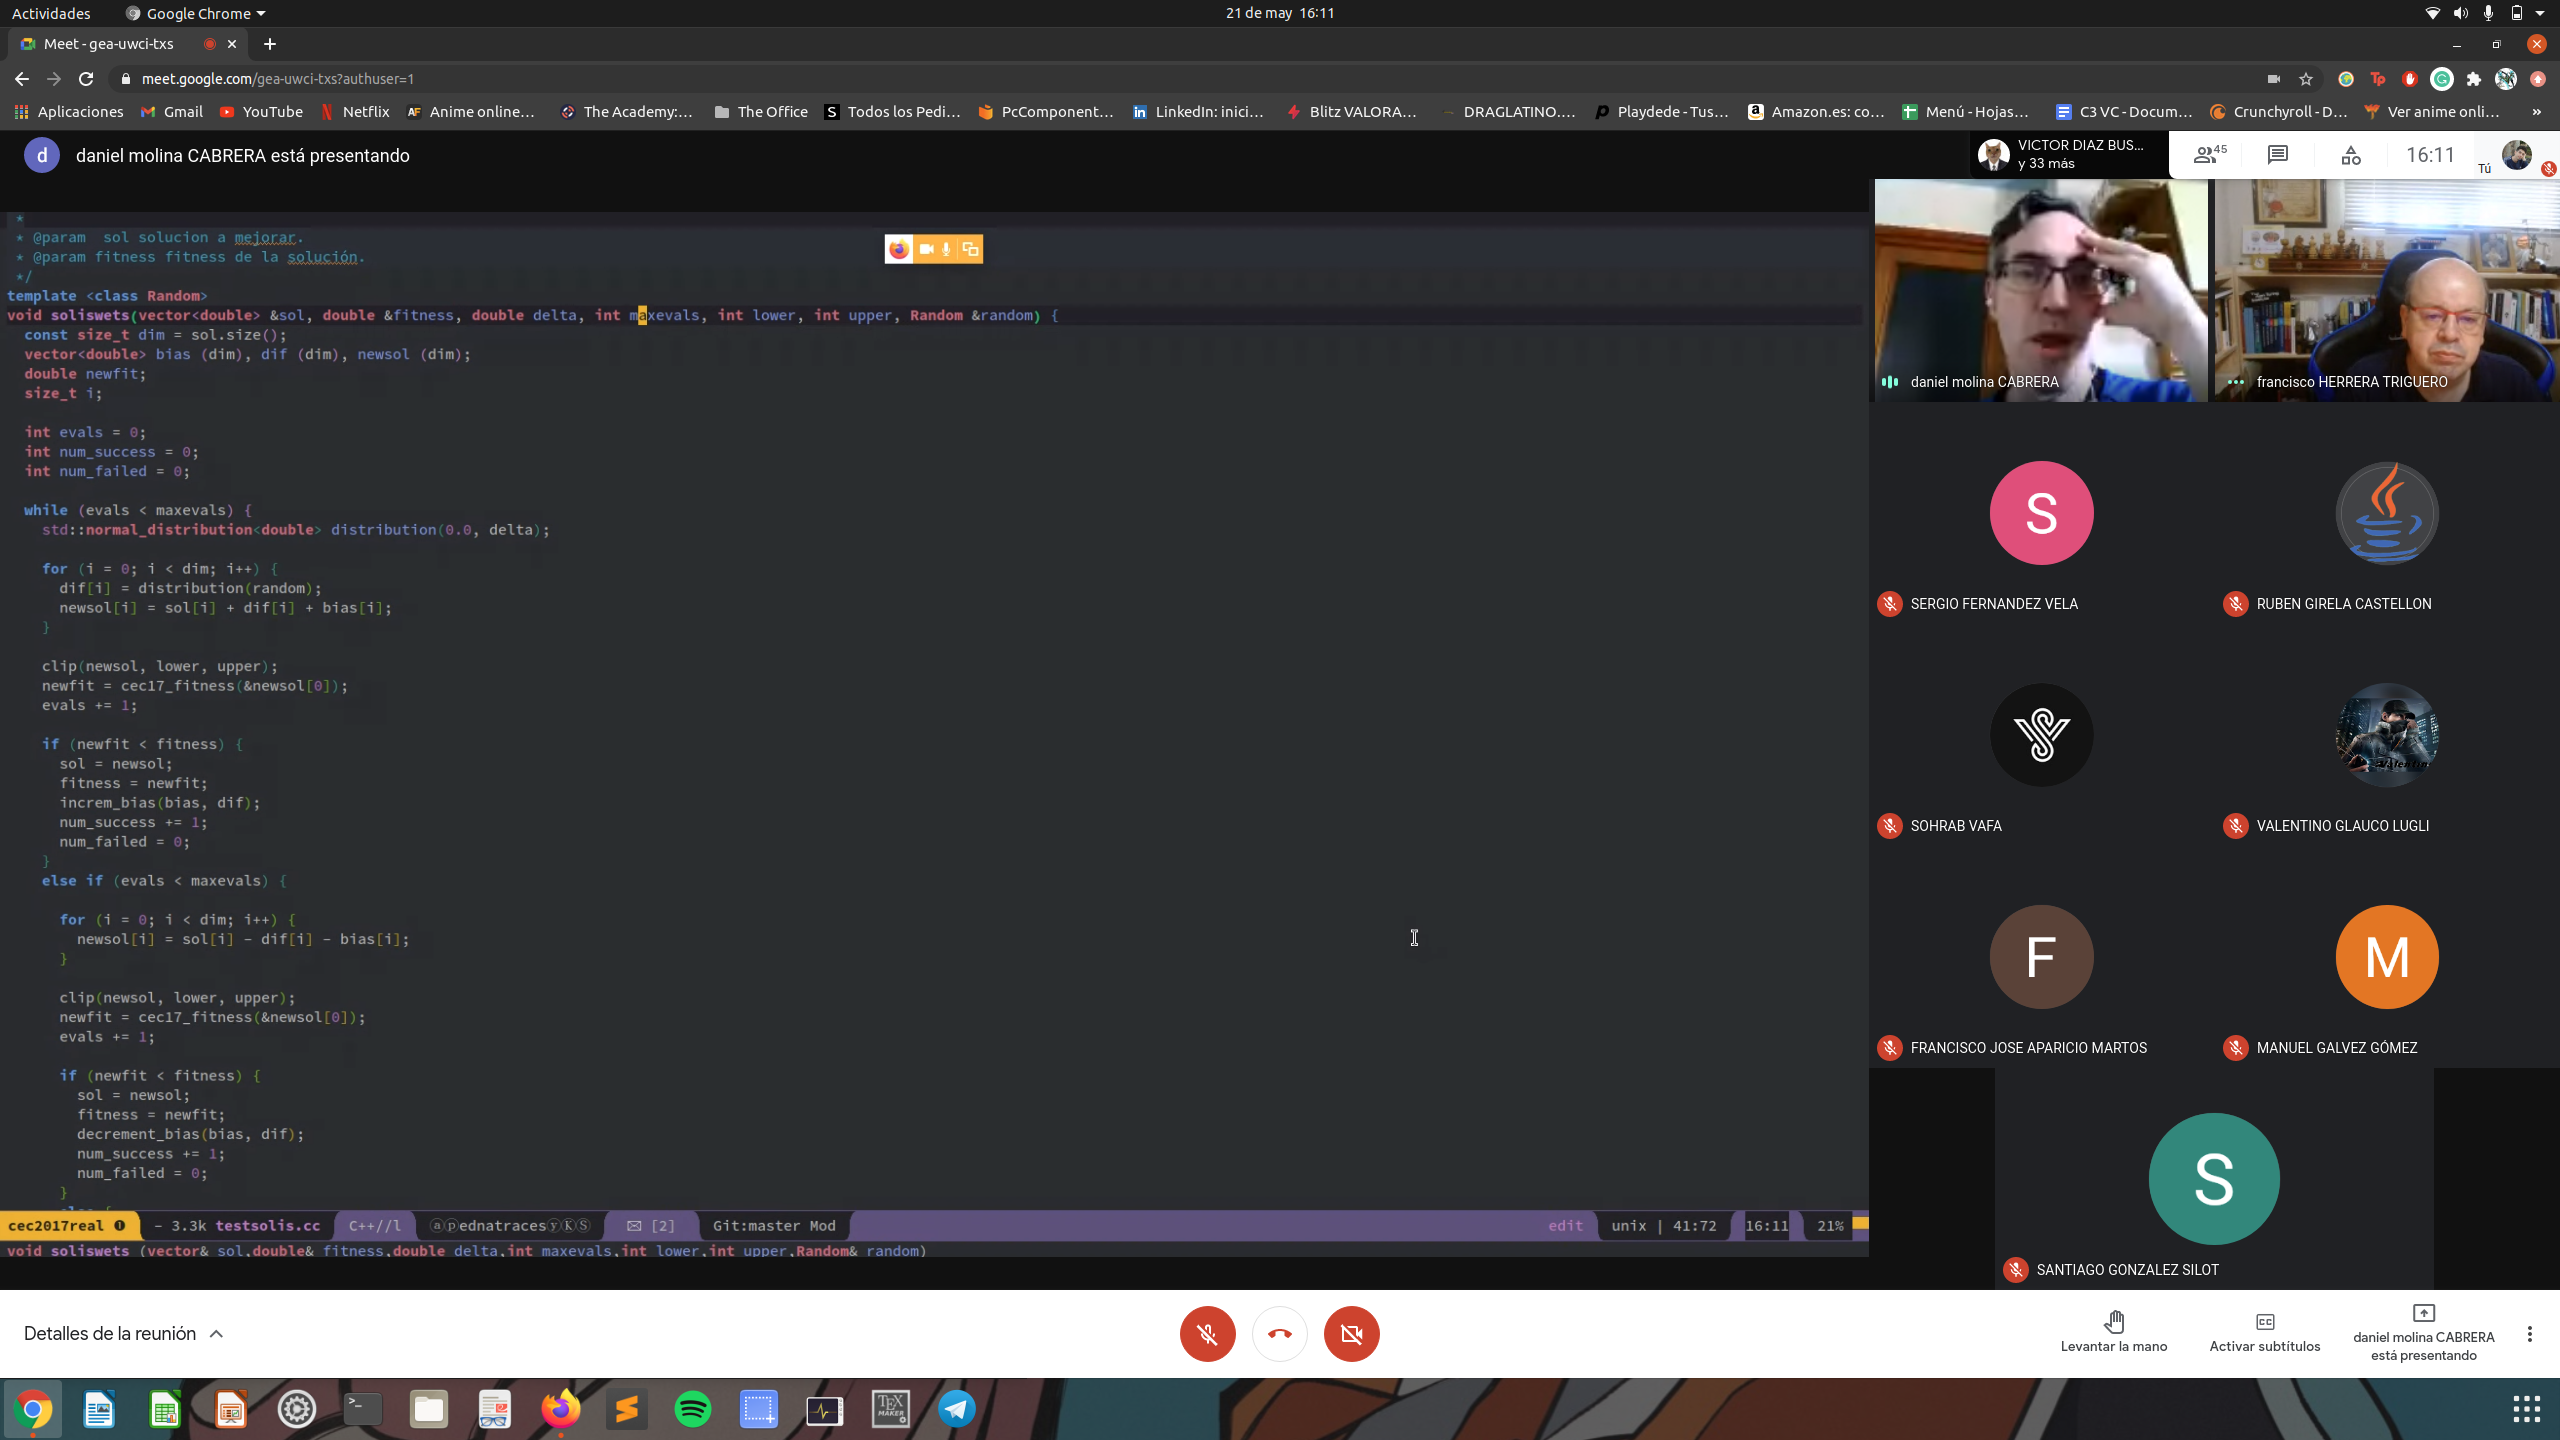 Actividades
Google Chrome
21 de may 16:11
Meet - gea-uwci-txs
meet.google.com/gea-uwci-txs?authuser=1
Aplicaciones
Gmail
YouTube
Netflix
Anime online...
The Academy:...
The Office
Todos los Pedi...
PcComponent...
LinkedIn: inici...
Blitz VALORA...
DRAGLATINO....
Playdede - Tus...
Amazon.es: co...
Menú - Hojas...
C3 VC - Docum...
Crunchyroll - D...
Ver anime onli...
»
d
daniel molina CABRERA está presentando
VICTOR DIAZ BUS...
y 33 más
45
16:11
Tú
*
* @param  sol solucion a mejorar.
* @param fitness fitness de la solución.
*/
template <class Random>
void soliswets(vector<double> &sol, double &fitness, double delta, int maxevals, int lower, int upper, Random &random) {
const size_t dim = sol.size();
vector<double> bias (dim), dif (dim), newsol (dim);
double newfit;
size_t i;
int evals = 0;
int num_success = 0;
int num_failed = 0;
while (evals < maxevals) {
std::normal_distribution<double> distribution(0.0, delta);
for (i = 0; i < dim; i++) {
dif[i] = distribution(random);
newsol[i] = sol[i] + dif[i] + bias[i];
}
clip(newsol, lower, upper);
newfit = cec17_fitness(&newsol[0]);
evals += 1;
if (newfit < fitness) {
sol = newsol;
fitness = newfit;
increm_bias(bias, dif);
num_success += 1;
num_failed = 0;
}
else if (evals < maxevals) {
for (i = 0; i < dim; i++) {
newsol[i] = sol[i] - dif[i] - bias[i];
}
clip(newsol, lower, upper);
newfit = cec17_fitness(&newsol[0]);
evals += 1;
if (newfit < fitness) {
sol = newsol;
fitness = newfit;
decrement_bias(bias, dif);
num_success += 1;
num_failed = 0;
}
else {
cec2017real ❶ - 3.3k testsolis.cc C++//l ⓐⓟednatracesⓨⓀⓈ [2] Git:master Mod edit unix | 41:72 16:11 21%
void soliswets (vector& sol,double& fitness,double delta,int maxevals,int lower,int upper,Random& random)
daniel molina CABRERA
francisco HERRERA TRIGUERO
S
SERGIO FERNANDEZ VELA
RUBEN GIRELA CASTELLON
SOHRAB VAFA
VALENTINO GLAUCO LUGLI
F
FRANCISCO JOSE APARICIO MARTOS
M
MANUEL GALVEZ GÓMEZ
S
SANTIAGO GONZALEZ SILOT
Detalles de la reunión
Levantar la mano
Activar subtítulos
daniel molina CABRERA
está presentando